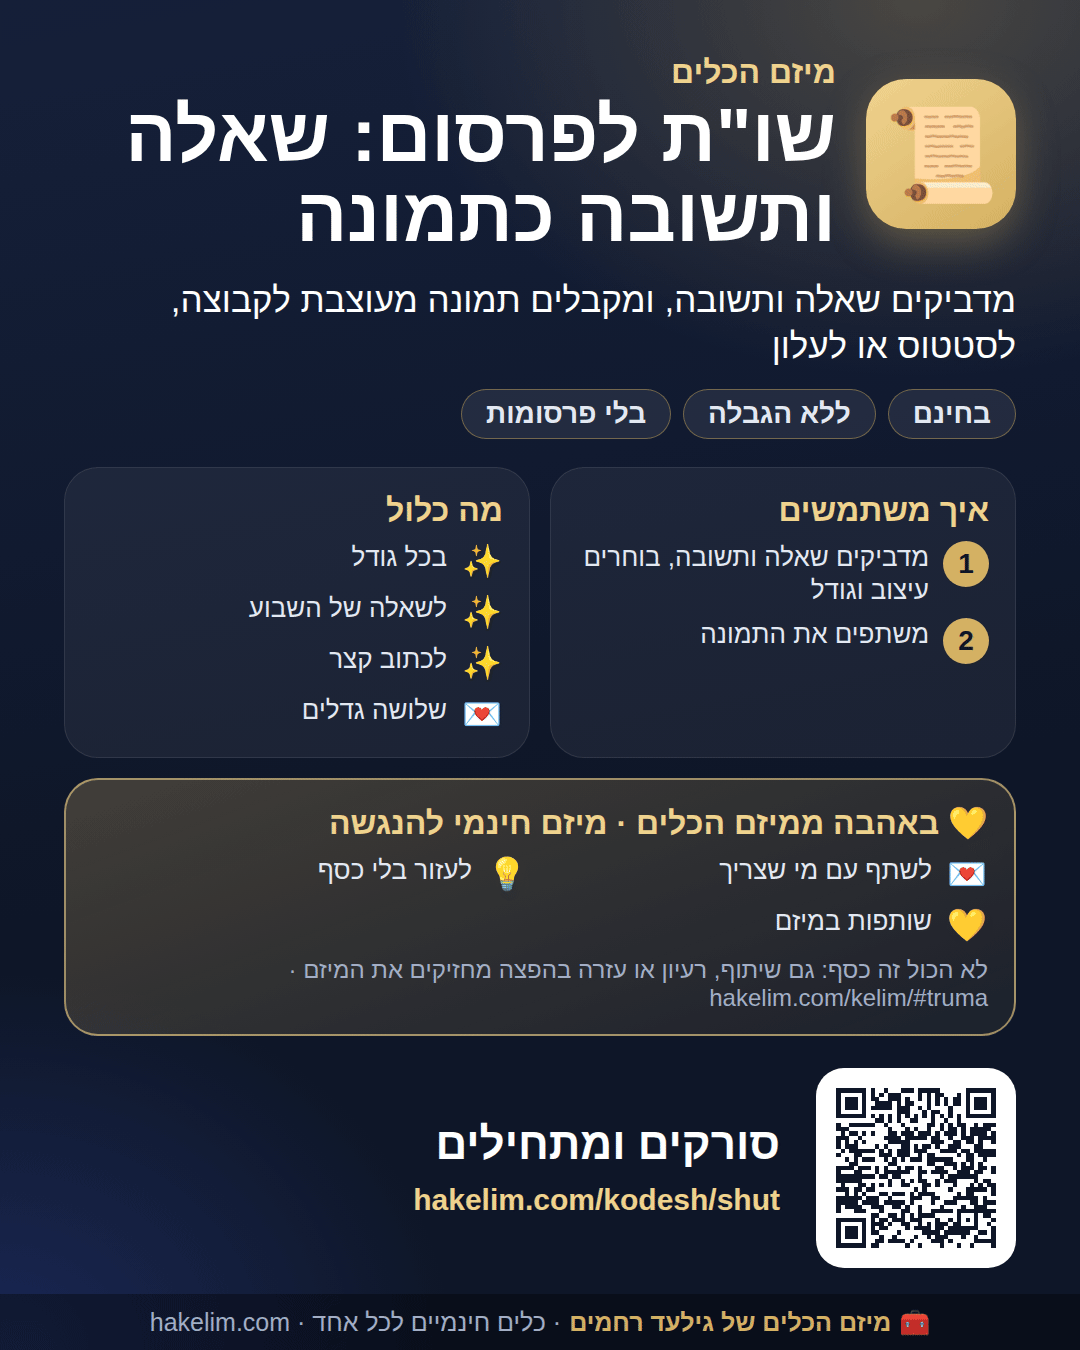 מיזם הכלים
שו"ת לפרסום: שאלה
ותשובה כתמונה
מדביקים שאלה ותשובה, ומקבלים תמונה מעוצבת לקבוצה,
לסטטוס או לעלון
בחינם
ללא הגבלה
בלי פרסומות
איך משתמשים
1 מדביקים שאלה ותשובה, בוחרים
עיצוב וגודל
2 משתפים את התמונה
מה כלול
בכל גודל
לשאלה של השבוע
לכתוב קצר
שלושה גדלים
באהבה ממיזם הכלים · מיזם חינמי להנגשה
לשתף עם מי שצריך
לעזור בלי כסף
שותפות במיזם
לא הכול זה כסף: גם שיתוף, רעיון או עזרה בהפצה מחזיקים את המיזם ·
hakelim.com/kelim/#truma
סורקים ומתחילים
hakelim.com/kodesh/shut
מיזם הכלים של גילעד רחמים · כלים חינמיים לכל אחד · hakelim.com